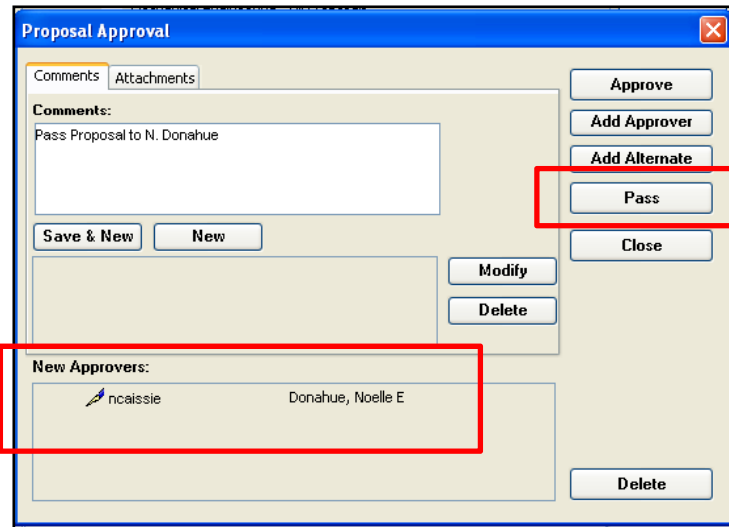 Proposal Approval
Comments Attachments
Comments:
Pass Proposal to N. Donahue
Save & New New
Modify
Delete
New Approvers:
ncaissie Donahue, Noelle E
Approve
Add Approver
Add Alternate
Pass
Close
Delete